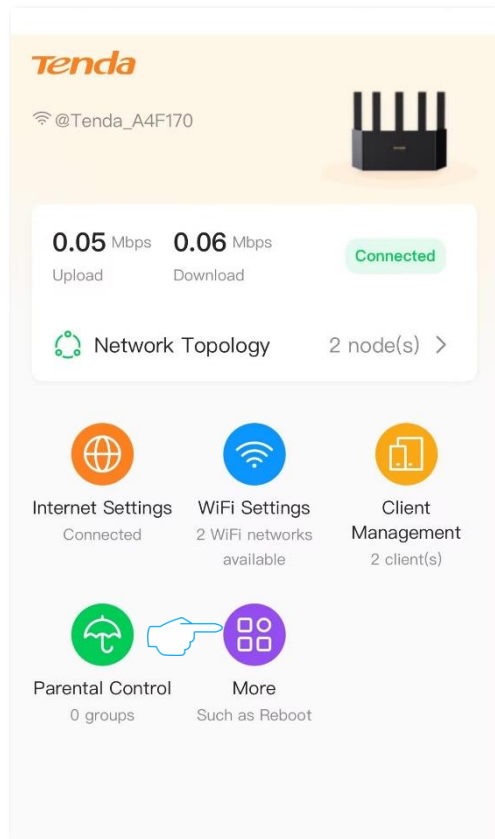 Tenda
@Tenda_A4F170
0.05 Mbps 0.06 Mbps
Upload Download
Connected
Network Topology 2 node(s)
Internet Settings WiFi Settings Client
Connected 2 WiFi networks Management
available 2 client(s)
Parental Control More
0 groups Such as Reboot